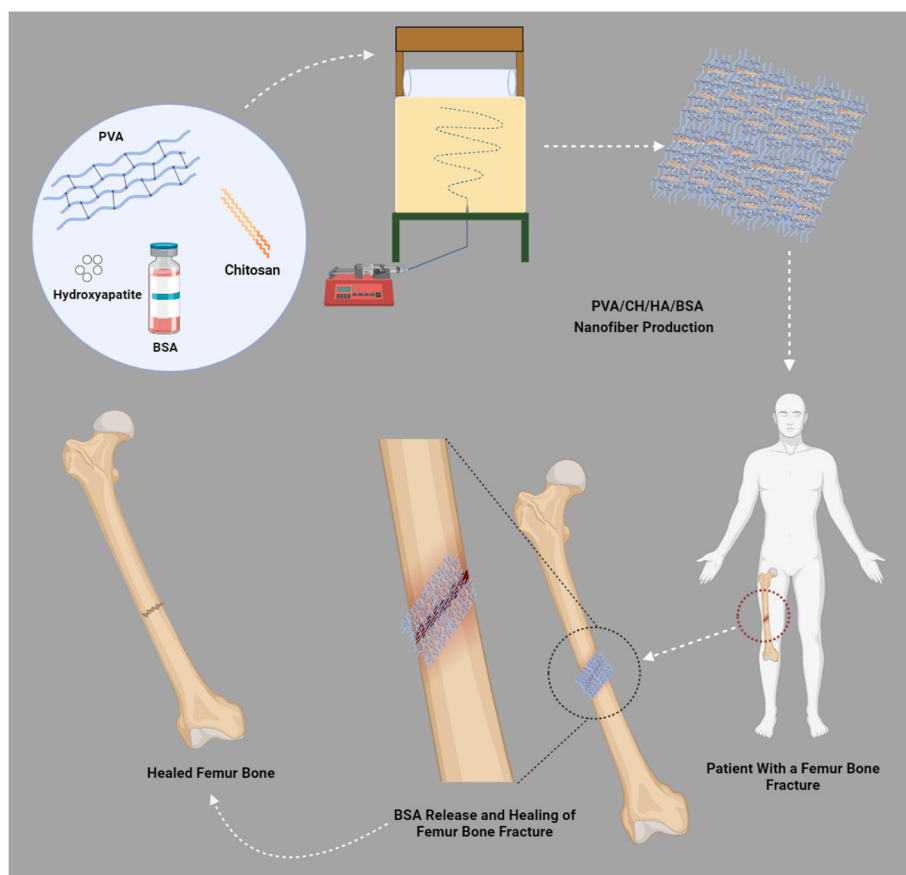 PVA
Chitosan
Hydroxyapatite
BSA
PVA/CH/HA/BSA
Nanofiber Production
Patient With a Femur Bone
Fracture
BSA Release and Healing of
Femur Bone Fracture
Healed Femur Bone